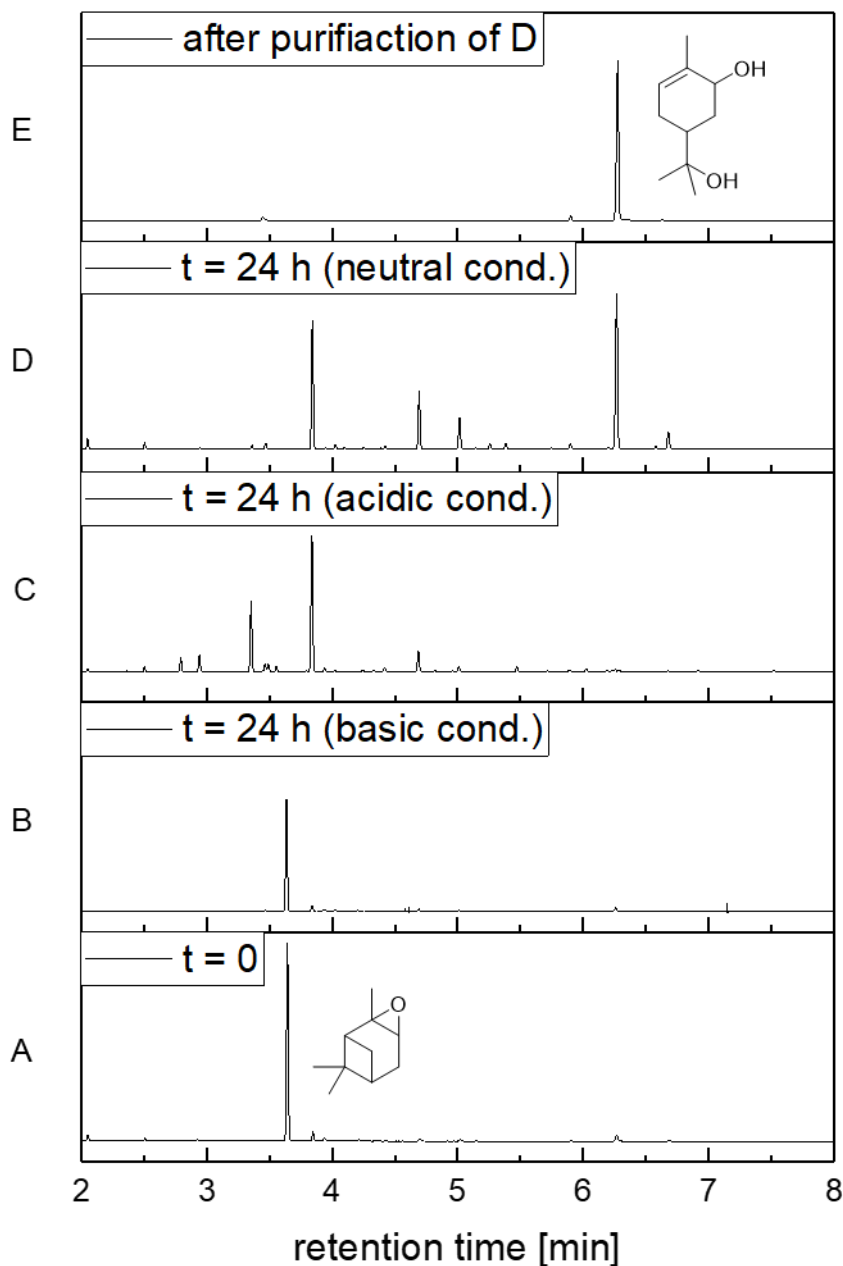 after purifiaction of D
OH
OH
E
t = 24 h (neutral cond.)
D
t = 24 h (acidic cond.)
C
t = 24 h (basic cond.)
B
t = 0
O
A
2 3 4 5 6 7 8
retention time [min]